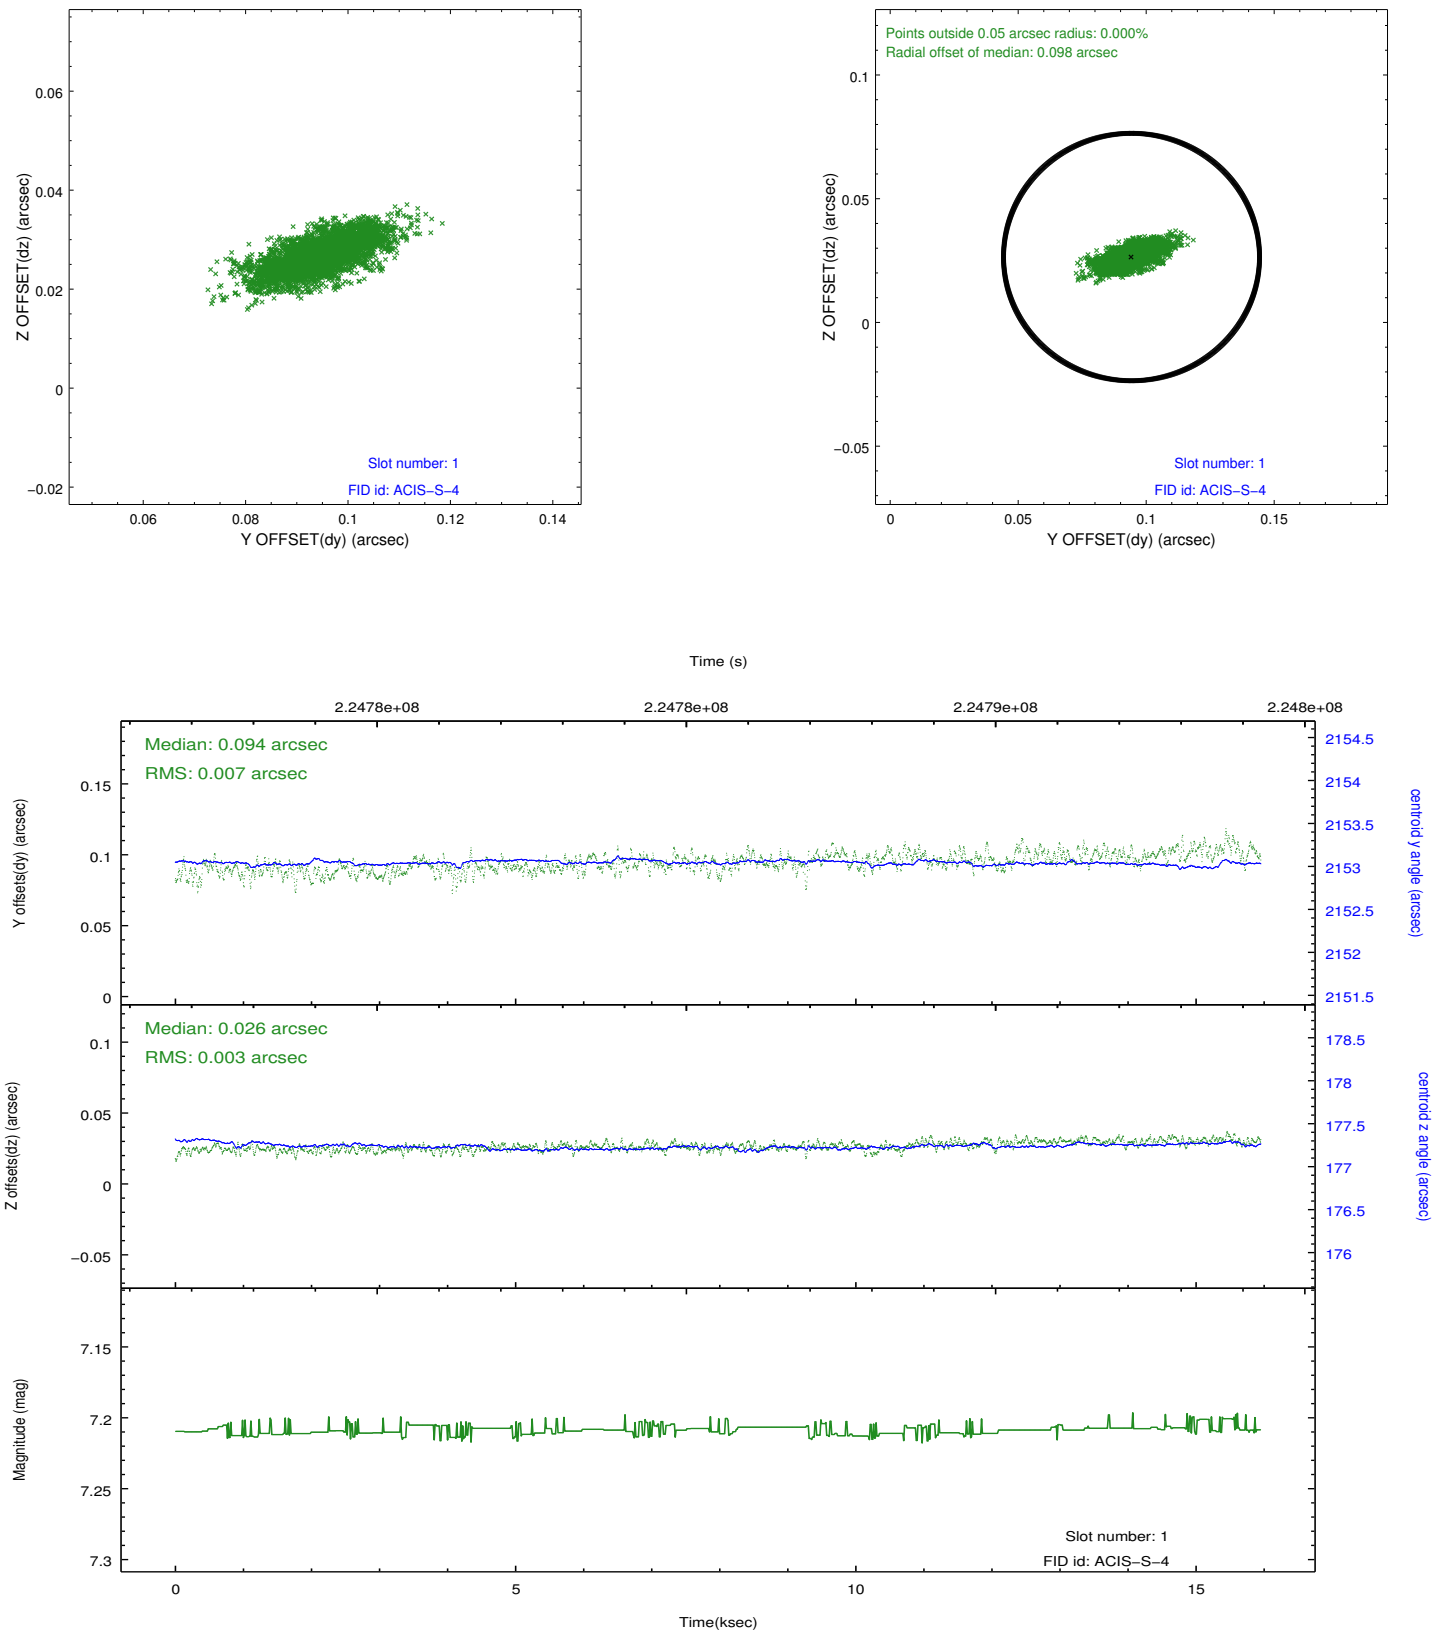 0.06
0.04
0.02
0
−0.02
Z OFFSET(dz) (arcsec)
Slot number: 1
FID id: ACIS−S−4
0.06
0.08
0.1
0.12
0.14
Y OFFSET(dy) (arcsec)
Points outside 0.05 arcsec radius: 0.000%
Radial offset of median: 0.098 arcsec
0.1
0.05
0
−0.05
Z OFFSET(dz) (arcsec)
Slot number: 1
FID id: ACIS−S−4
0
0.05
0.1
0.15
Y OFFSET(dy) (arcsec)
Time (s)
2.2478e+08
2.2478e+08
2.2479e+08
2.248e+08
Median: 0.094 arcsec
RMS: 0.007 arcsec
0.15
0.1
0.05
0
Y offsets(dy) (arcsec)
2154.5
2154
2153.5
2153
2152.5
2152
2151.5
centroid y angle (arcsec)
Median: 0.026 arcsec
RMS: 0.003 arcsec
0.1
0.05
0
−0.05
Z offsets(dz) (arcsec)
178.5
178
177.5
177
176.5
176
centroid z angle (arcsec)
7.15
7.2
7.25
7.3
Magnitude (mag)
Slot number: 1
FID id: ACIS−S−4
0
5
10
15
Time(ksec)